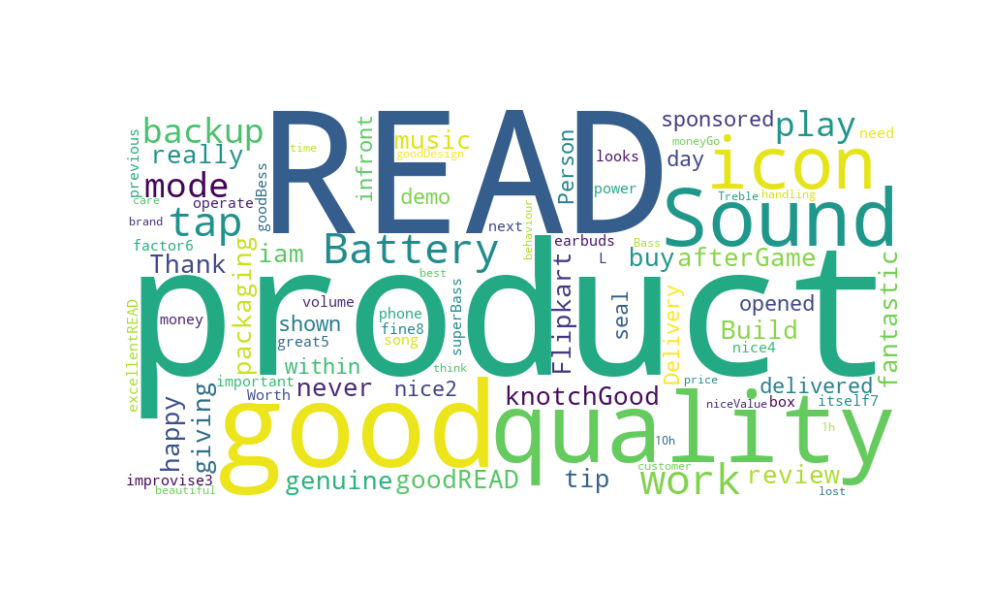 READ
product
good
quality
Sound
icon
Battery
work
play
tap
mode
backup
really
music
sponsored
need
moneyGo
time
goodDesign
previous
care
brand
operate
goodBess
infront
demo
Person
looks
power
day
Treble
handling
next
behaviour
earbuds
L
Bass
factor6
Thank
iam
packaging
best
buy
afterGame
fantastic
Flipkart
seal
Delivery
opened
Build
nice4
excellentREAD
money
shown
great5
volume
phone
fine8
song
superBass
within
think
important
Worth
never
nice2
knotchGood
price
niceValue
box
delivered
itself7
happy
giving
improvise3
beautiful
genuine
goodREAD
tip
10h
customer
review
1h
lost